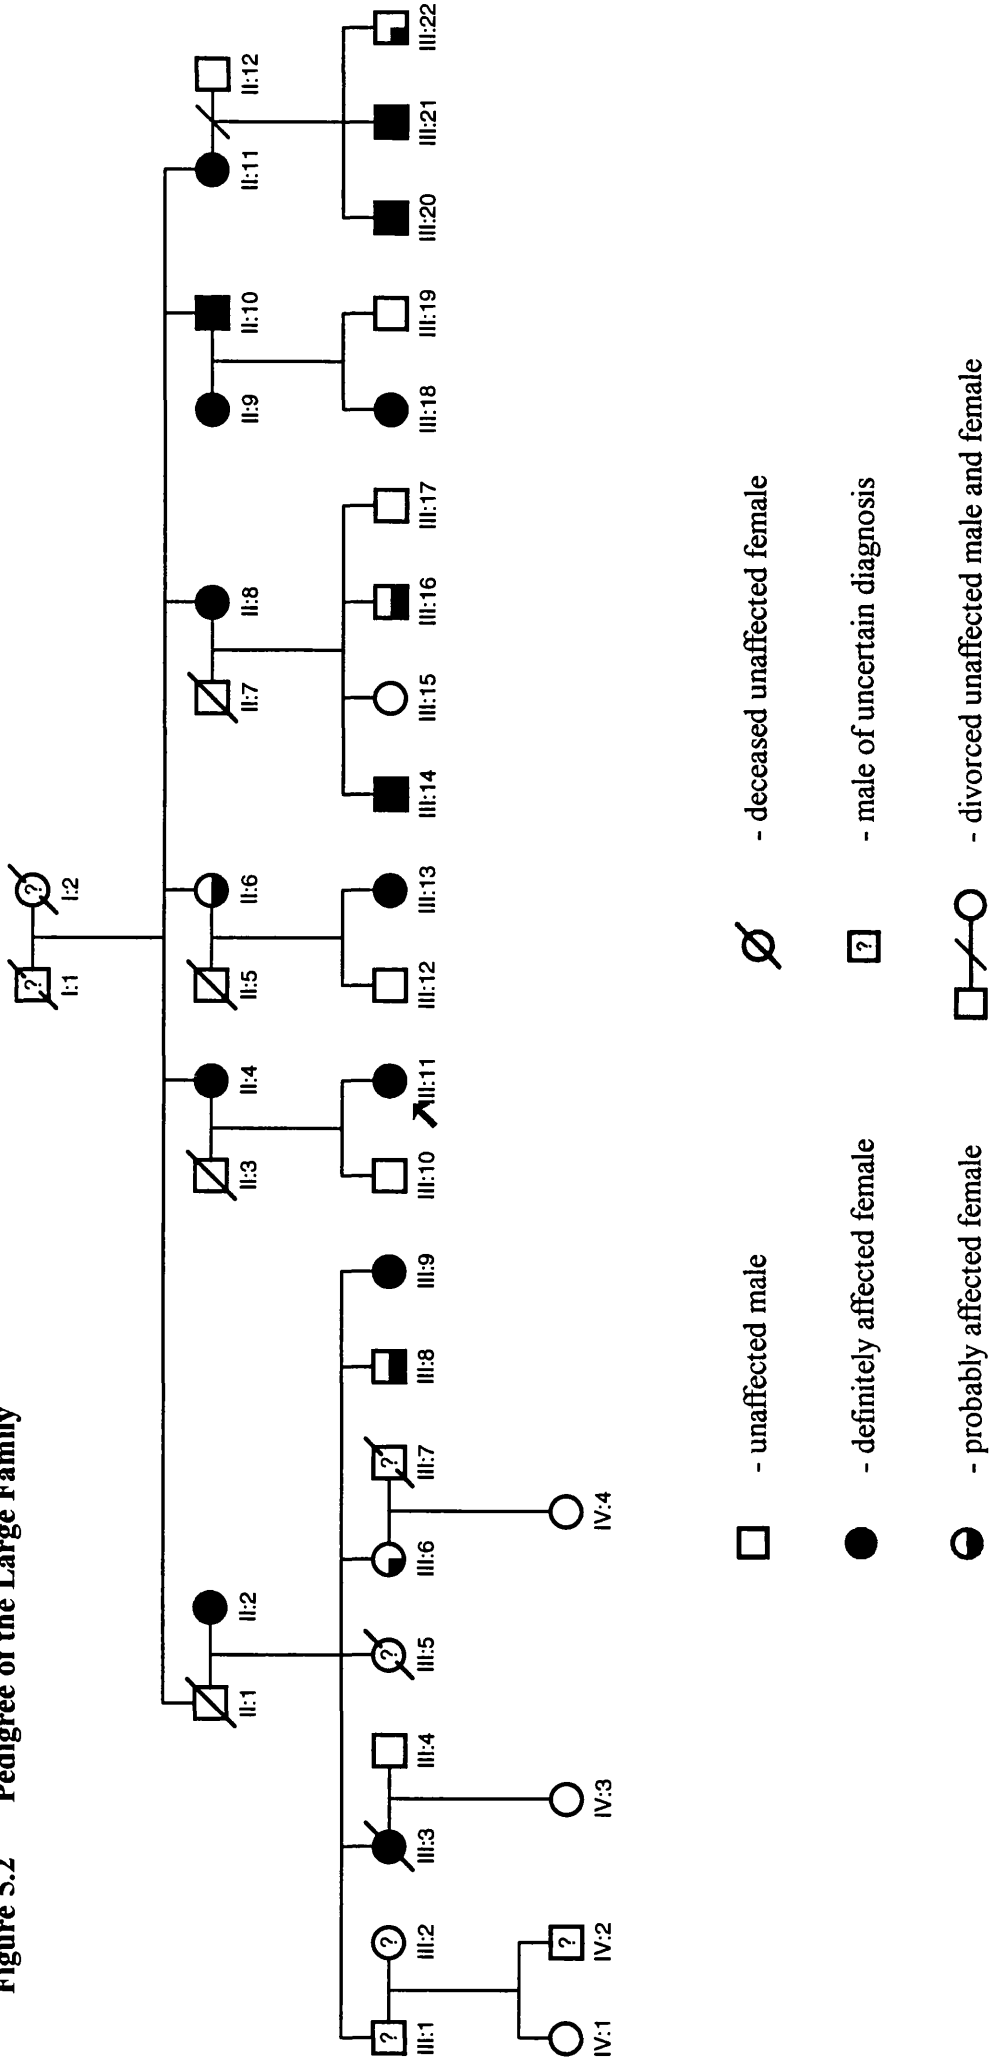 Figure 5.2 Pedigree of the Large Family
? ?
I:1 I:2
II:1 II:2 II:3 II:4 II:5 II:6 II:7 II:8 II:9 II:10 II:11 II:12
? ? ? ?
III:1 III:2 III:3 III:4 III:5 III:6 III:7 III:8 III:9 III:10 III:11 III:12 III:13 III:14 III:15 III:16 III:17 III:18 III:19 III:20 III:21 III:22
?
IV:1 IV:2 IV:3 IV:4
- unaffected male
- deceased unaffected female
- definitely affected female
? - male of uncertain diagnosis
- probably affected female
- divorced unaffected male and female